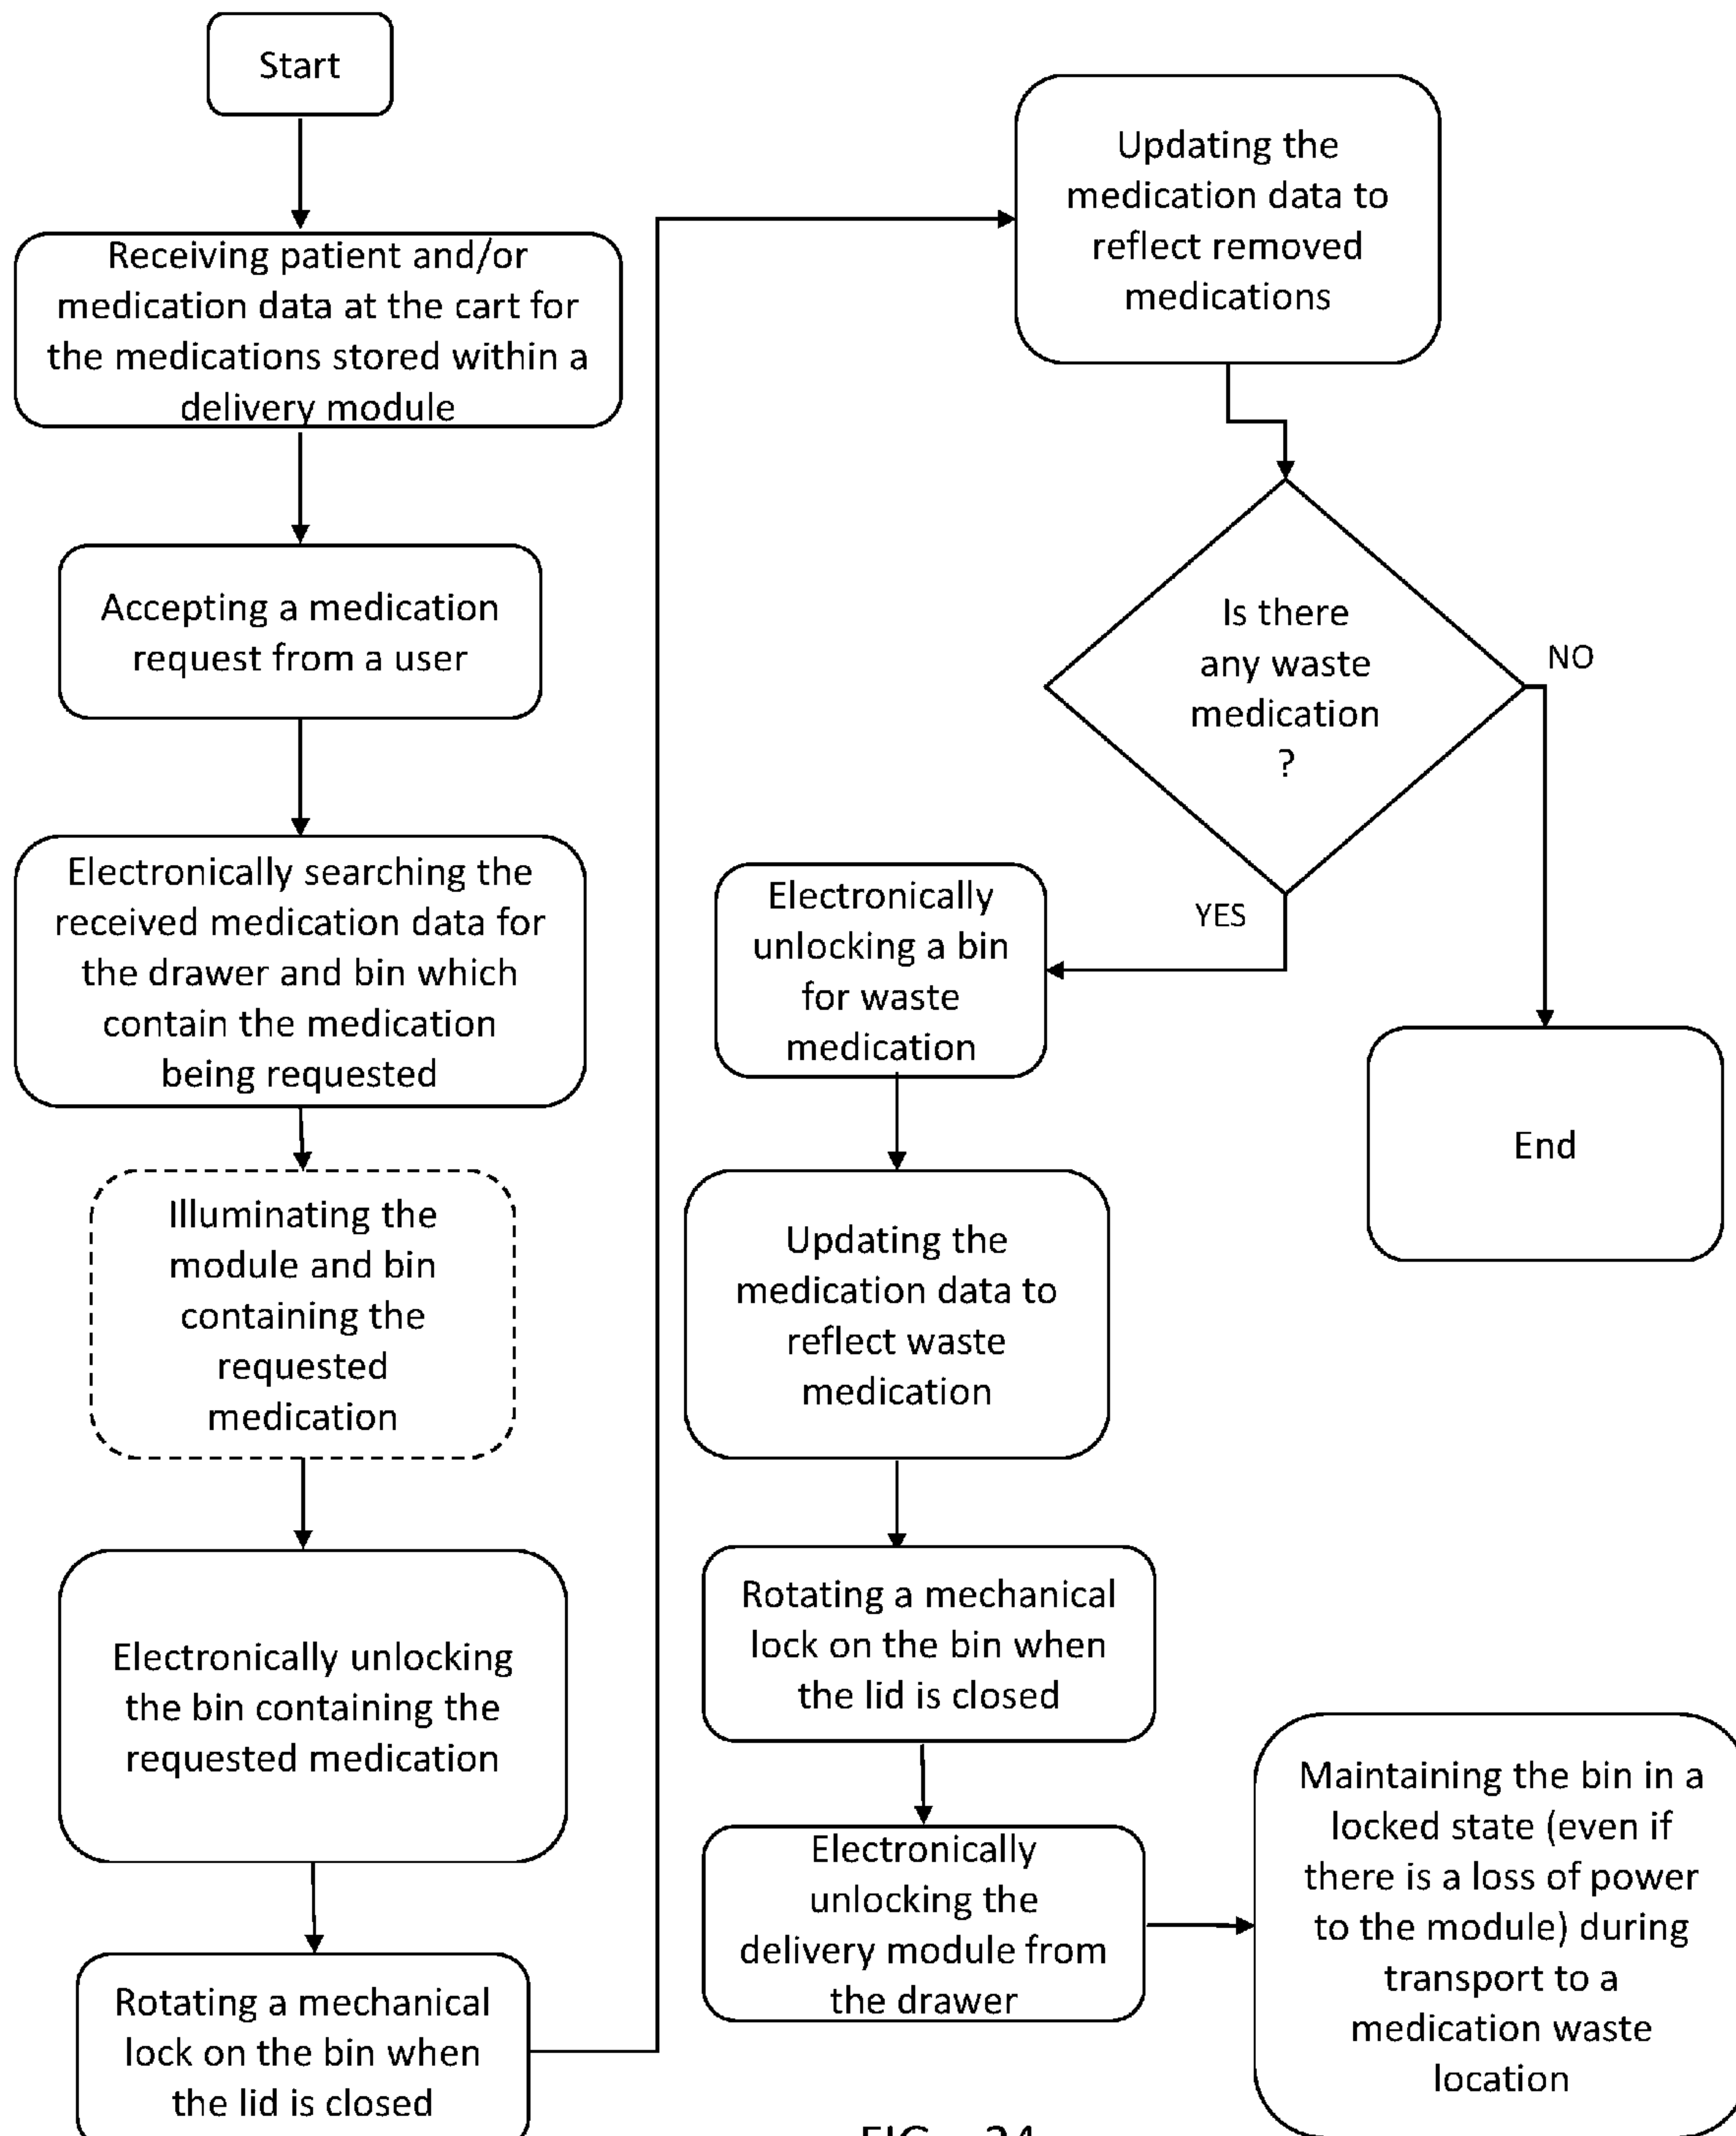 Start
Receiving patient and/or
medication data at the cart for
the medications stored within a
delivery module
Accepting a medication
request from a user
Electronically searching the
received medication data for
the drawer and bin which
contain the medication
being requested
Illuminating the
module and bin
containing the
requested
medication
Electronically unlocking
the bin containing the
requested medication
Rotating a mechanical
lock on the bin when
the lid is closed
Updating the
medication data to
reflect removed
medications
Is there
any waste
medication
?
NO
YES
End
Electronically
unlocking a bin
for waste
medication
Updating the
medication data to
reflect waste
medication
Rotating a mechanical
lock on the bin when
the lid is closed
Electronically
unlocking the
delivery module from
the drawer
Maintaining the bin in a
locked state (even if
there is a loss of power
to the module) during
transport to a
medication waste
location